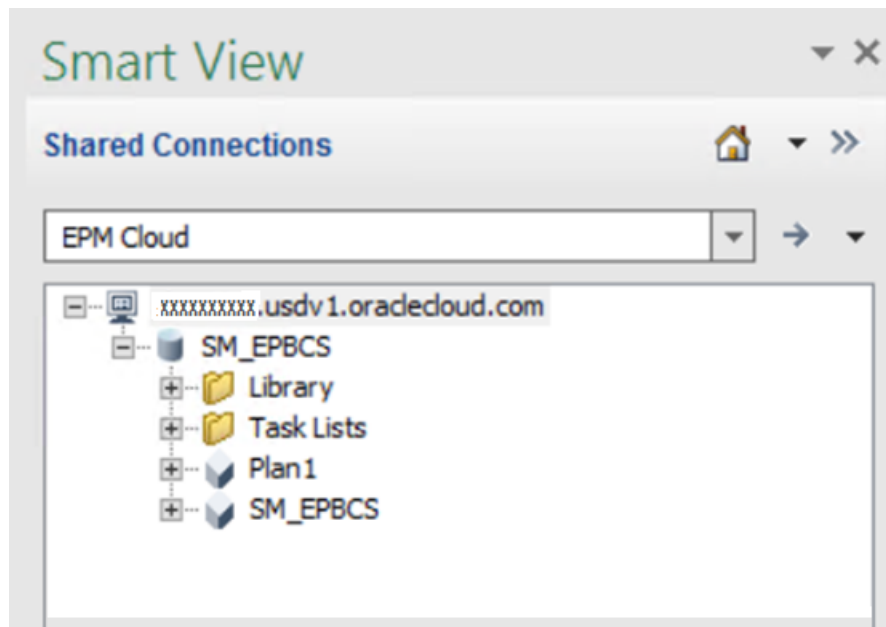 Smart View
Shared Connections
EPM Cloud
xxxxxxxxxx.usdv1.oraclecloud.com
SM_EPBCS
Library
Task Lists
Plan1
SM_EPBCS